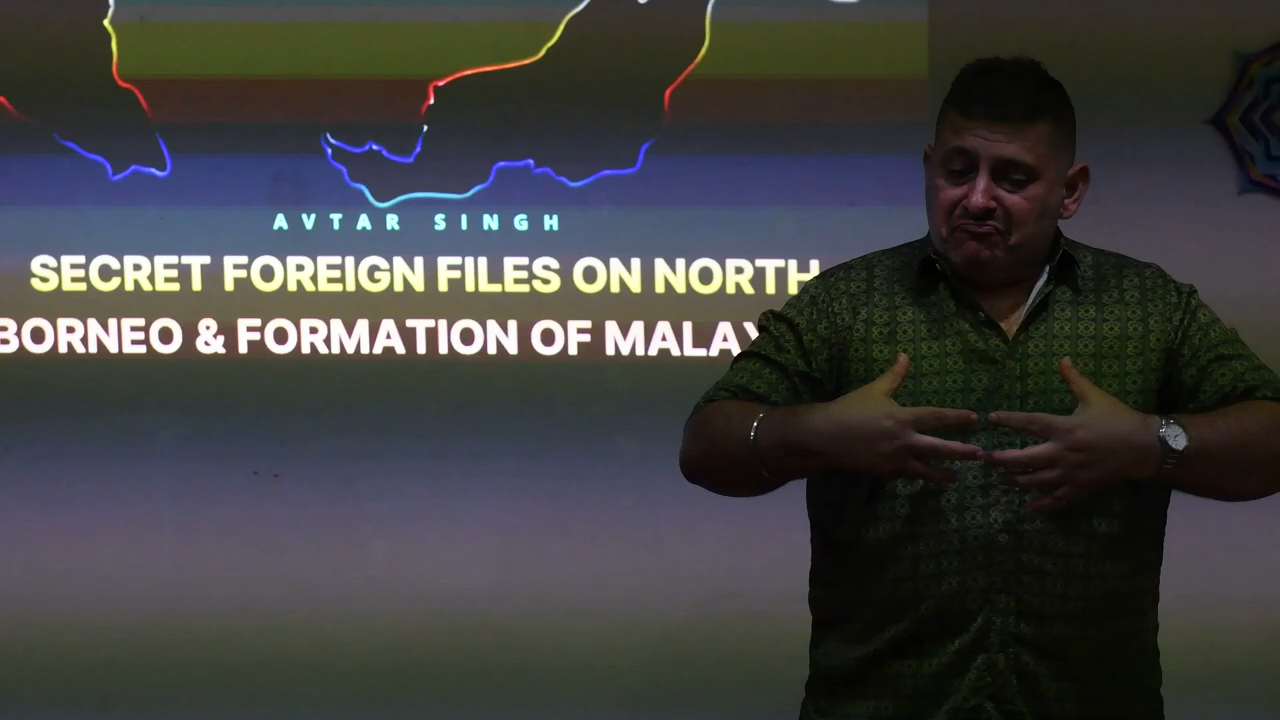 AVTAR SINGH
SECRET FOREIGN FILES ON NORTH
BORNEO & FORMATION OF MALAY